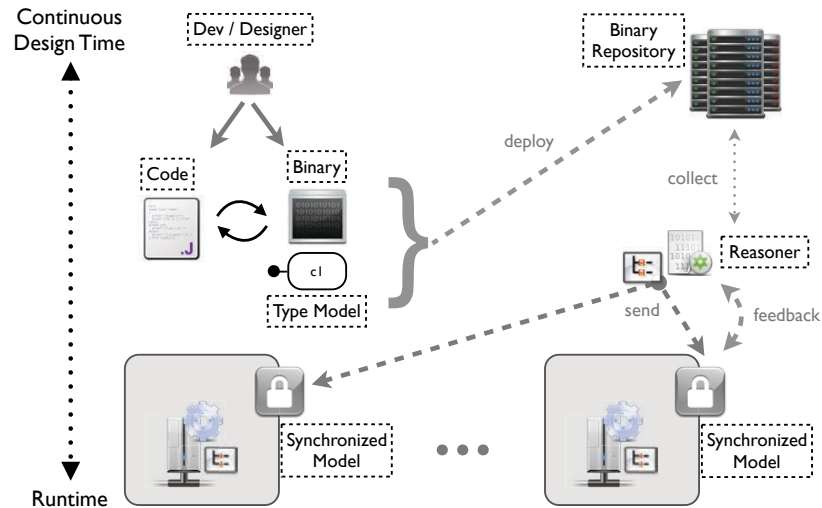 Continuous
Design Time
Dev / Designer
Binary
Repository
deploy
Code
Binary
collect
.J
0101010101
c1
Type Model
Reasoner
send
feedback
Synchronized
Model
Synchronized
Model
Runtime